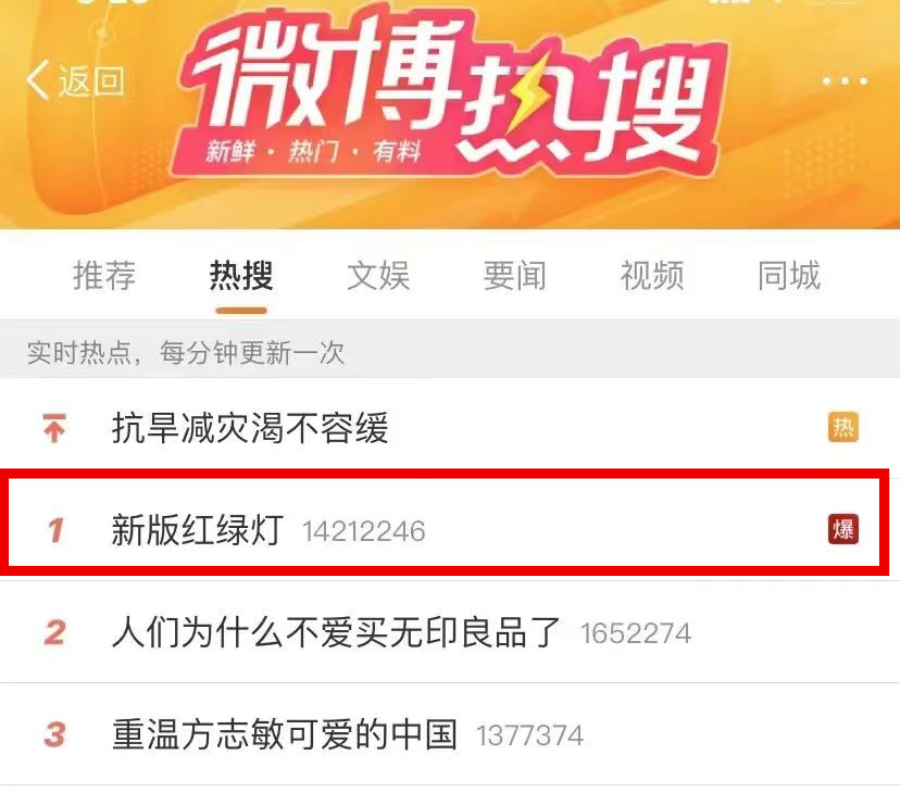 微博热搜
返回
新鲜·热门·有料
推荐 热搜 文娱 要闻 视频 同城
实时热点，每分钟更新一次
抗旱减灾渴不容缓 热
1 新版红绿灯 14212246 爆
2 人们为什么不爱买无印良品了 1652274
3 重温方志敏可爱的中国 1377374